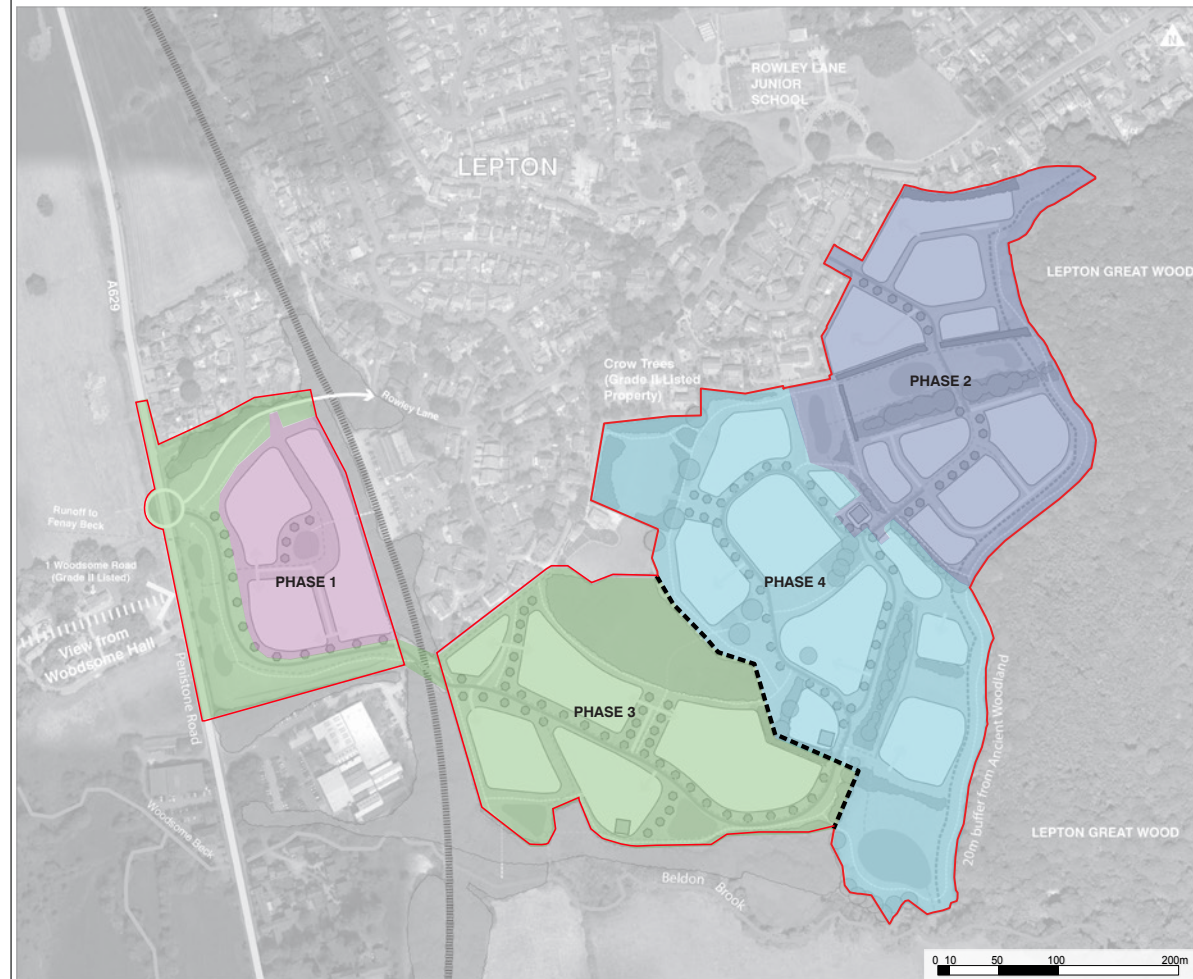 N
ROWLEY LANE
JUNIOR
SCHOOL
LEPTON
LEPTON GREAT WOOD
A629
Crow Trees
(Grade II Listed
Property)
PHASE 2
Rowley Lane
Runoff to
Fenay Beck
1 Woodsome Road
(Grade II Listed)
PHASE 1
PHASE 4
View from
Woodsome Hall
Penistone Road
PHASE 3
20m buffer from Ancient Woodland
Woodsome Beck
LEPTON GREAT WOOD
Beldon Brook
0 10 50 100 200m